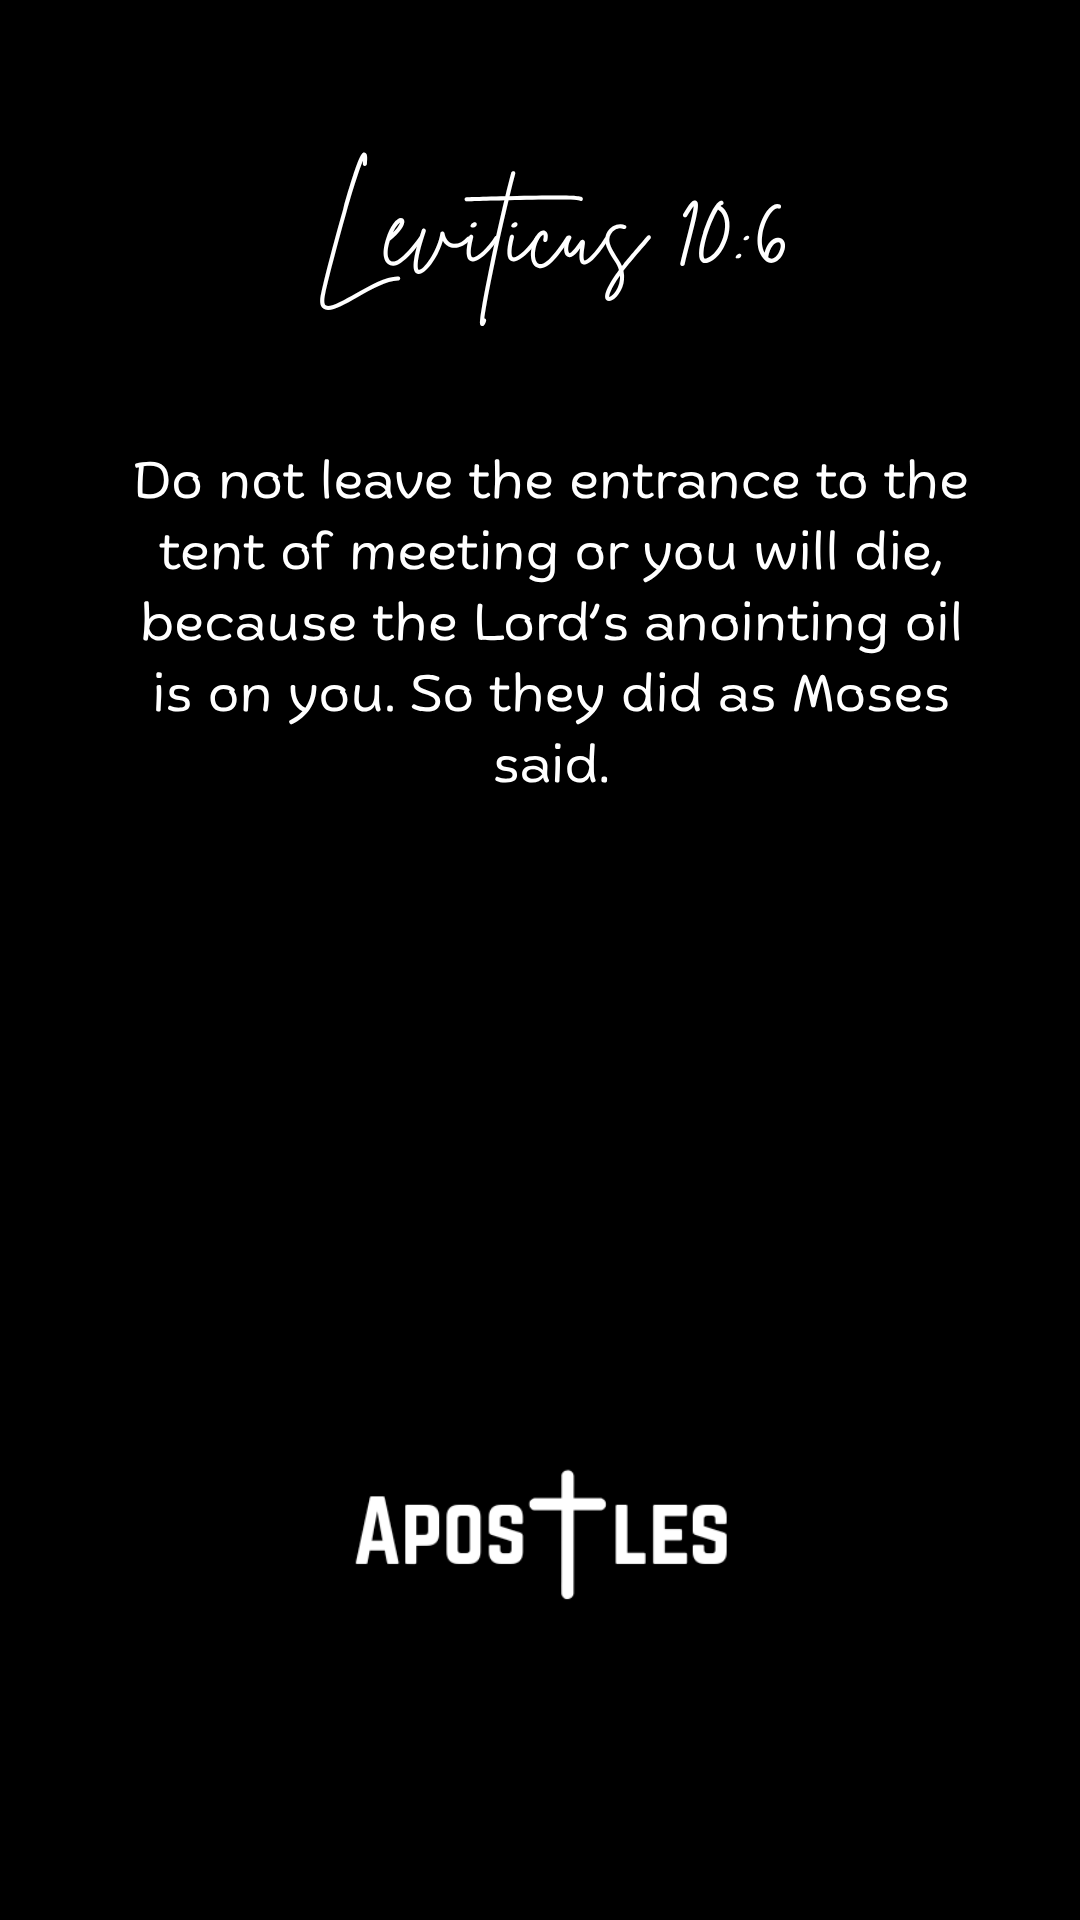 Leviticus 10:6
Do not leave the entrance to the
tent of meeting or you will die,
because the Lord's anointing oil
is on you. So they did as Moses
said.
Apostles